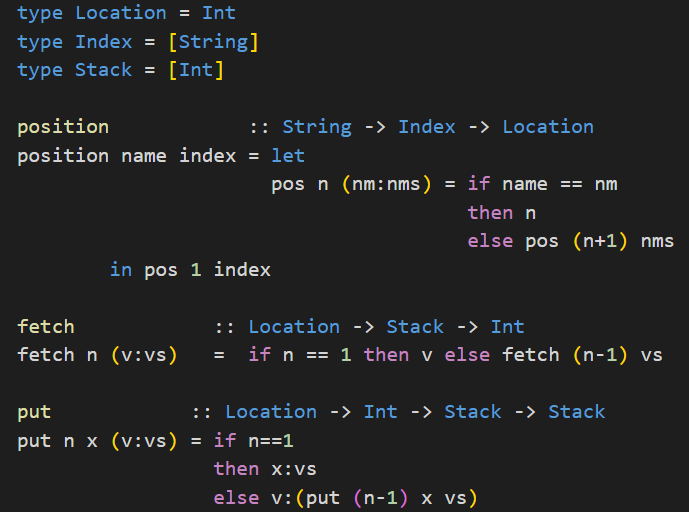 type Location = Int
type Index = [String]
type Stack = [Int]

position            :: String -> Index -> Location
position name index = let
                      pos n (nm:nms) = if name == nm
                                       then n
                                       else pos (n+1) nms
        in pos 1 index

fetch            :: Location -> Stack -> Int
fetch n (v:vs)   =  if n == 1 then v else fetch (n-1) vs

put            :: Location -> Int -> Stack -> Stack
put n x (v:vs) = if n==1
                 then x:vs
                 else v:(put (n-1) x vs)